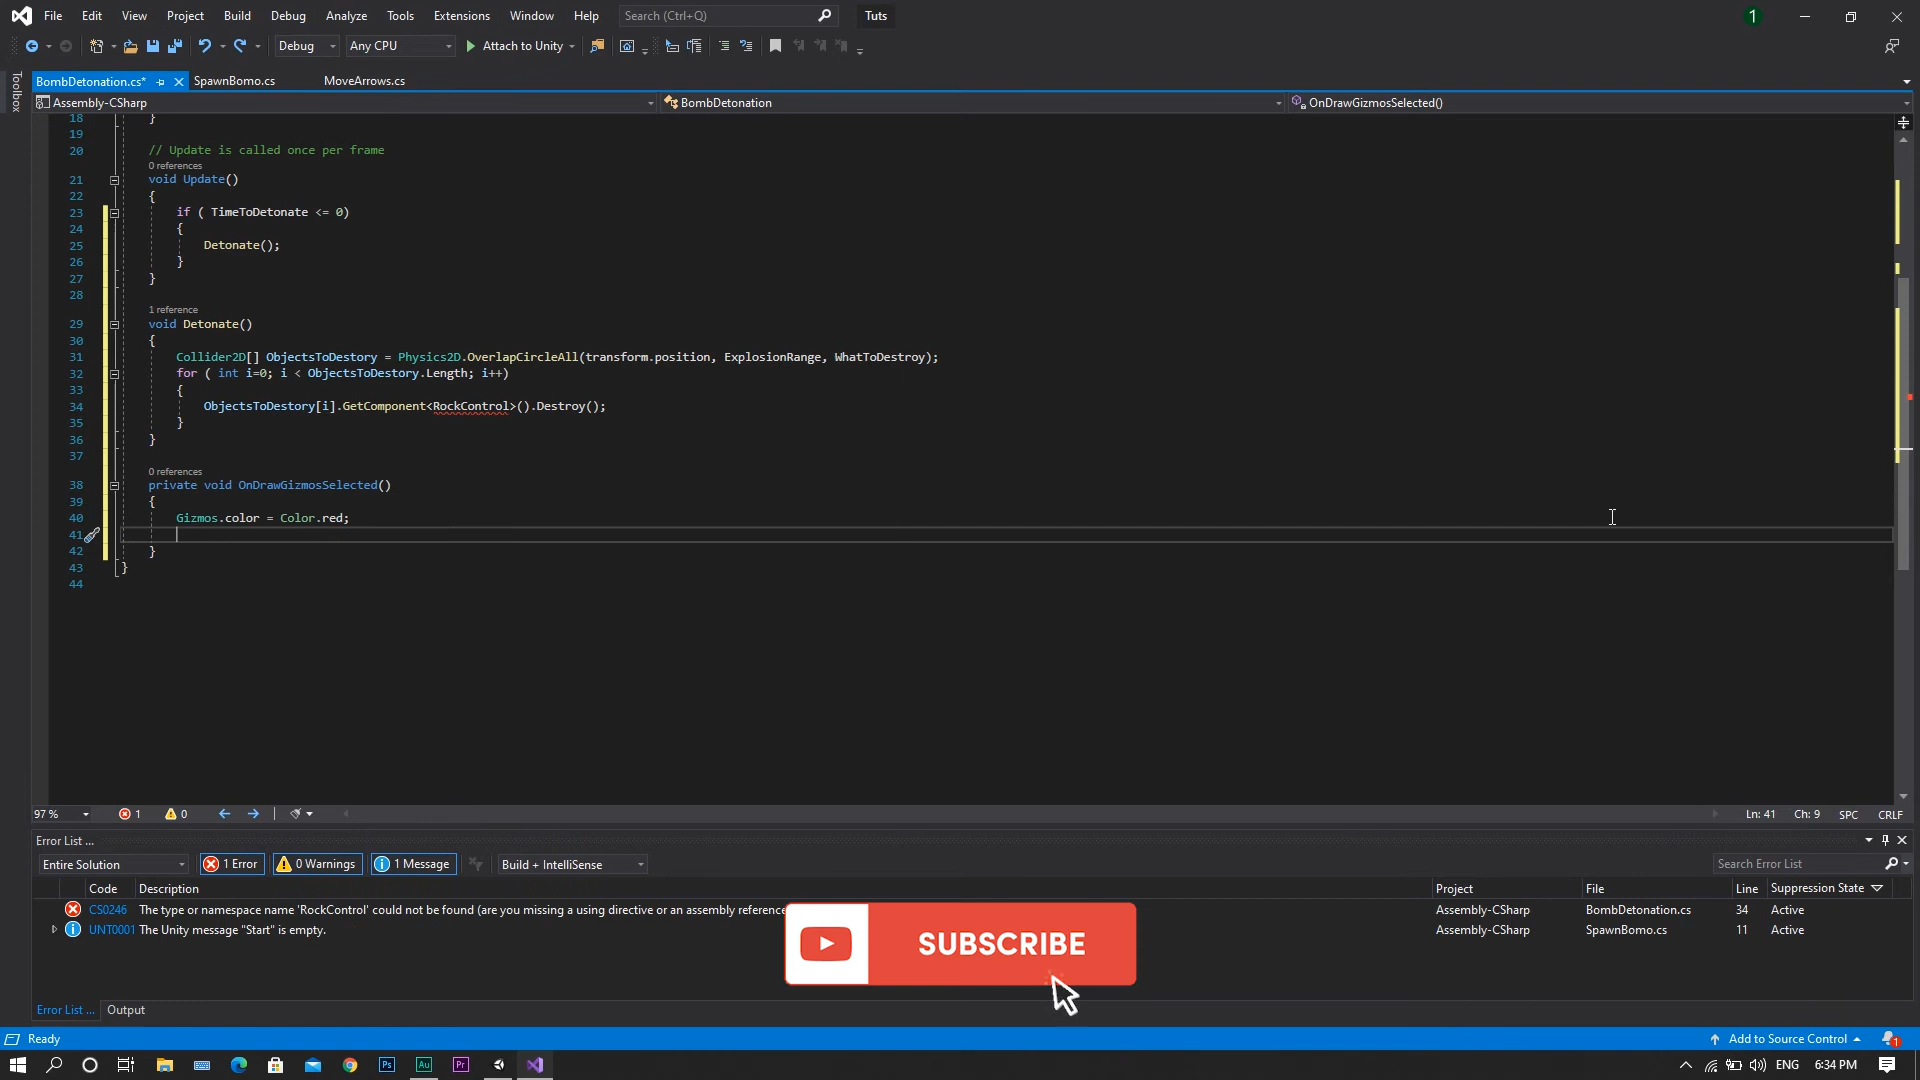 File Edit View Project Build Debug Analyze Tools Extensions Window Help Search (Ctrl+Q) Tuts 1
Debug Any CPU Attach to Unity
Toolbox
BombDetonation.cs* SpawnBomo.cs MoveArrows.cs
Assembly-CSharp BombDetonation OnDrawGizmosSelected()
18 }
19
20 // Update is called once per frame
0 references
21 void Update()
22 {
23 if ( TimeToDetonate <= 0)
24 {
25 Detonate();
26 }
27 }
28
1 reference
29 void Detonate()
30 {
31 Collider2D[] ObjectsToDestory = Physics2D.OverlapCircleAll(transform.position, ExplosionRange, WhatToDestroy);
32 for ( int i=0; i < ObjectsToDestory.Length; i++)
33 {
34 ObjectsToDestory[i].GetComponent<RockControl>().Destroy();
35 }
36 }
37
0 references
38 private void OnDrawGizmosSelected()
39 {
40 Gizmos.color = Color.red;
41
42 }
43 }
44
97 % 1 0 Ln: 41 Ch: 9 SPC CRLF
Error List ...
Entire Solution 1 Error 0 Warnings 1 Message Build + IntelliSense Search Error List
Code Description Project File Line Suppression State
CS0246 The type or namespace name 'RockControl' could not be found (are you missing a using directive or an assembly reference Assembly-CSharp BombDetonation.cs 34 Active
UNT0001 The Unity message "Start" is empty. Assembly-CSharp SpawnBomo.cs 11 Active
SUBSCRIBE
Error List ... Output
Ready Add to Source Control 1
Ps Au Pr ENG 6:34 PM